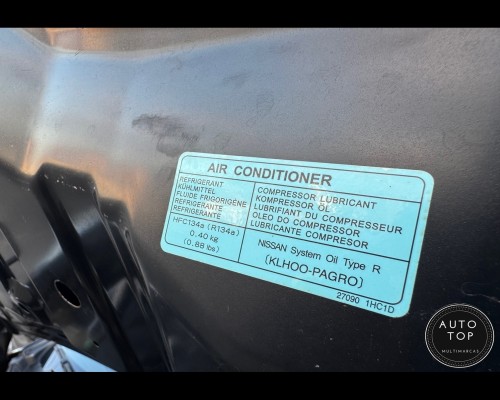 AIR CONDITIONER
REFRIGERANT
KÜHLMITTEL
FLUIDE FRIGORIGÈNE
REFRIGERANTE
REFRIGERANTE
HFC134a (R134a)
0.40 kg
(0.88 lbs)
COMPRESSOR LUBRICANT
KOMPRESSOR ÖL
LUBRIFIANT DU COMPRESSEUR
OLEO DO COMPRESOR
LUBRICANTE COMPRESOR
NISSAN System Oil Type R
(KLHOO-PAGRO)
27090 1HC1D
AUTO
TOP
MULTIMARCAS